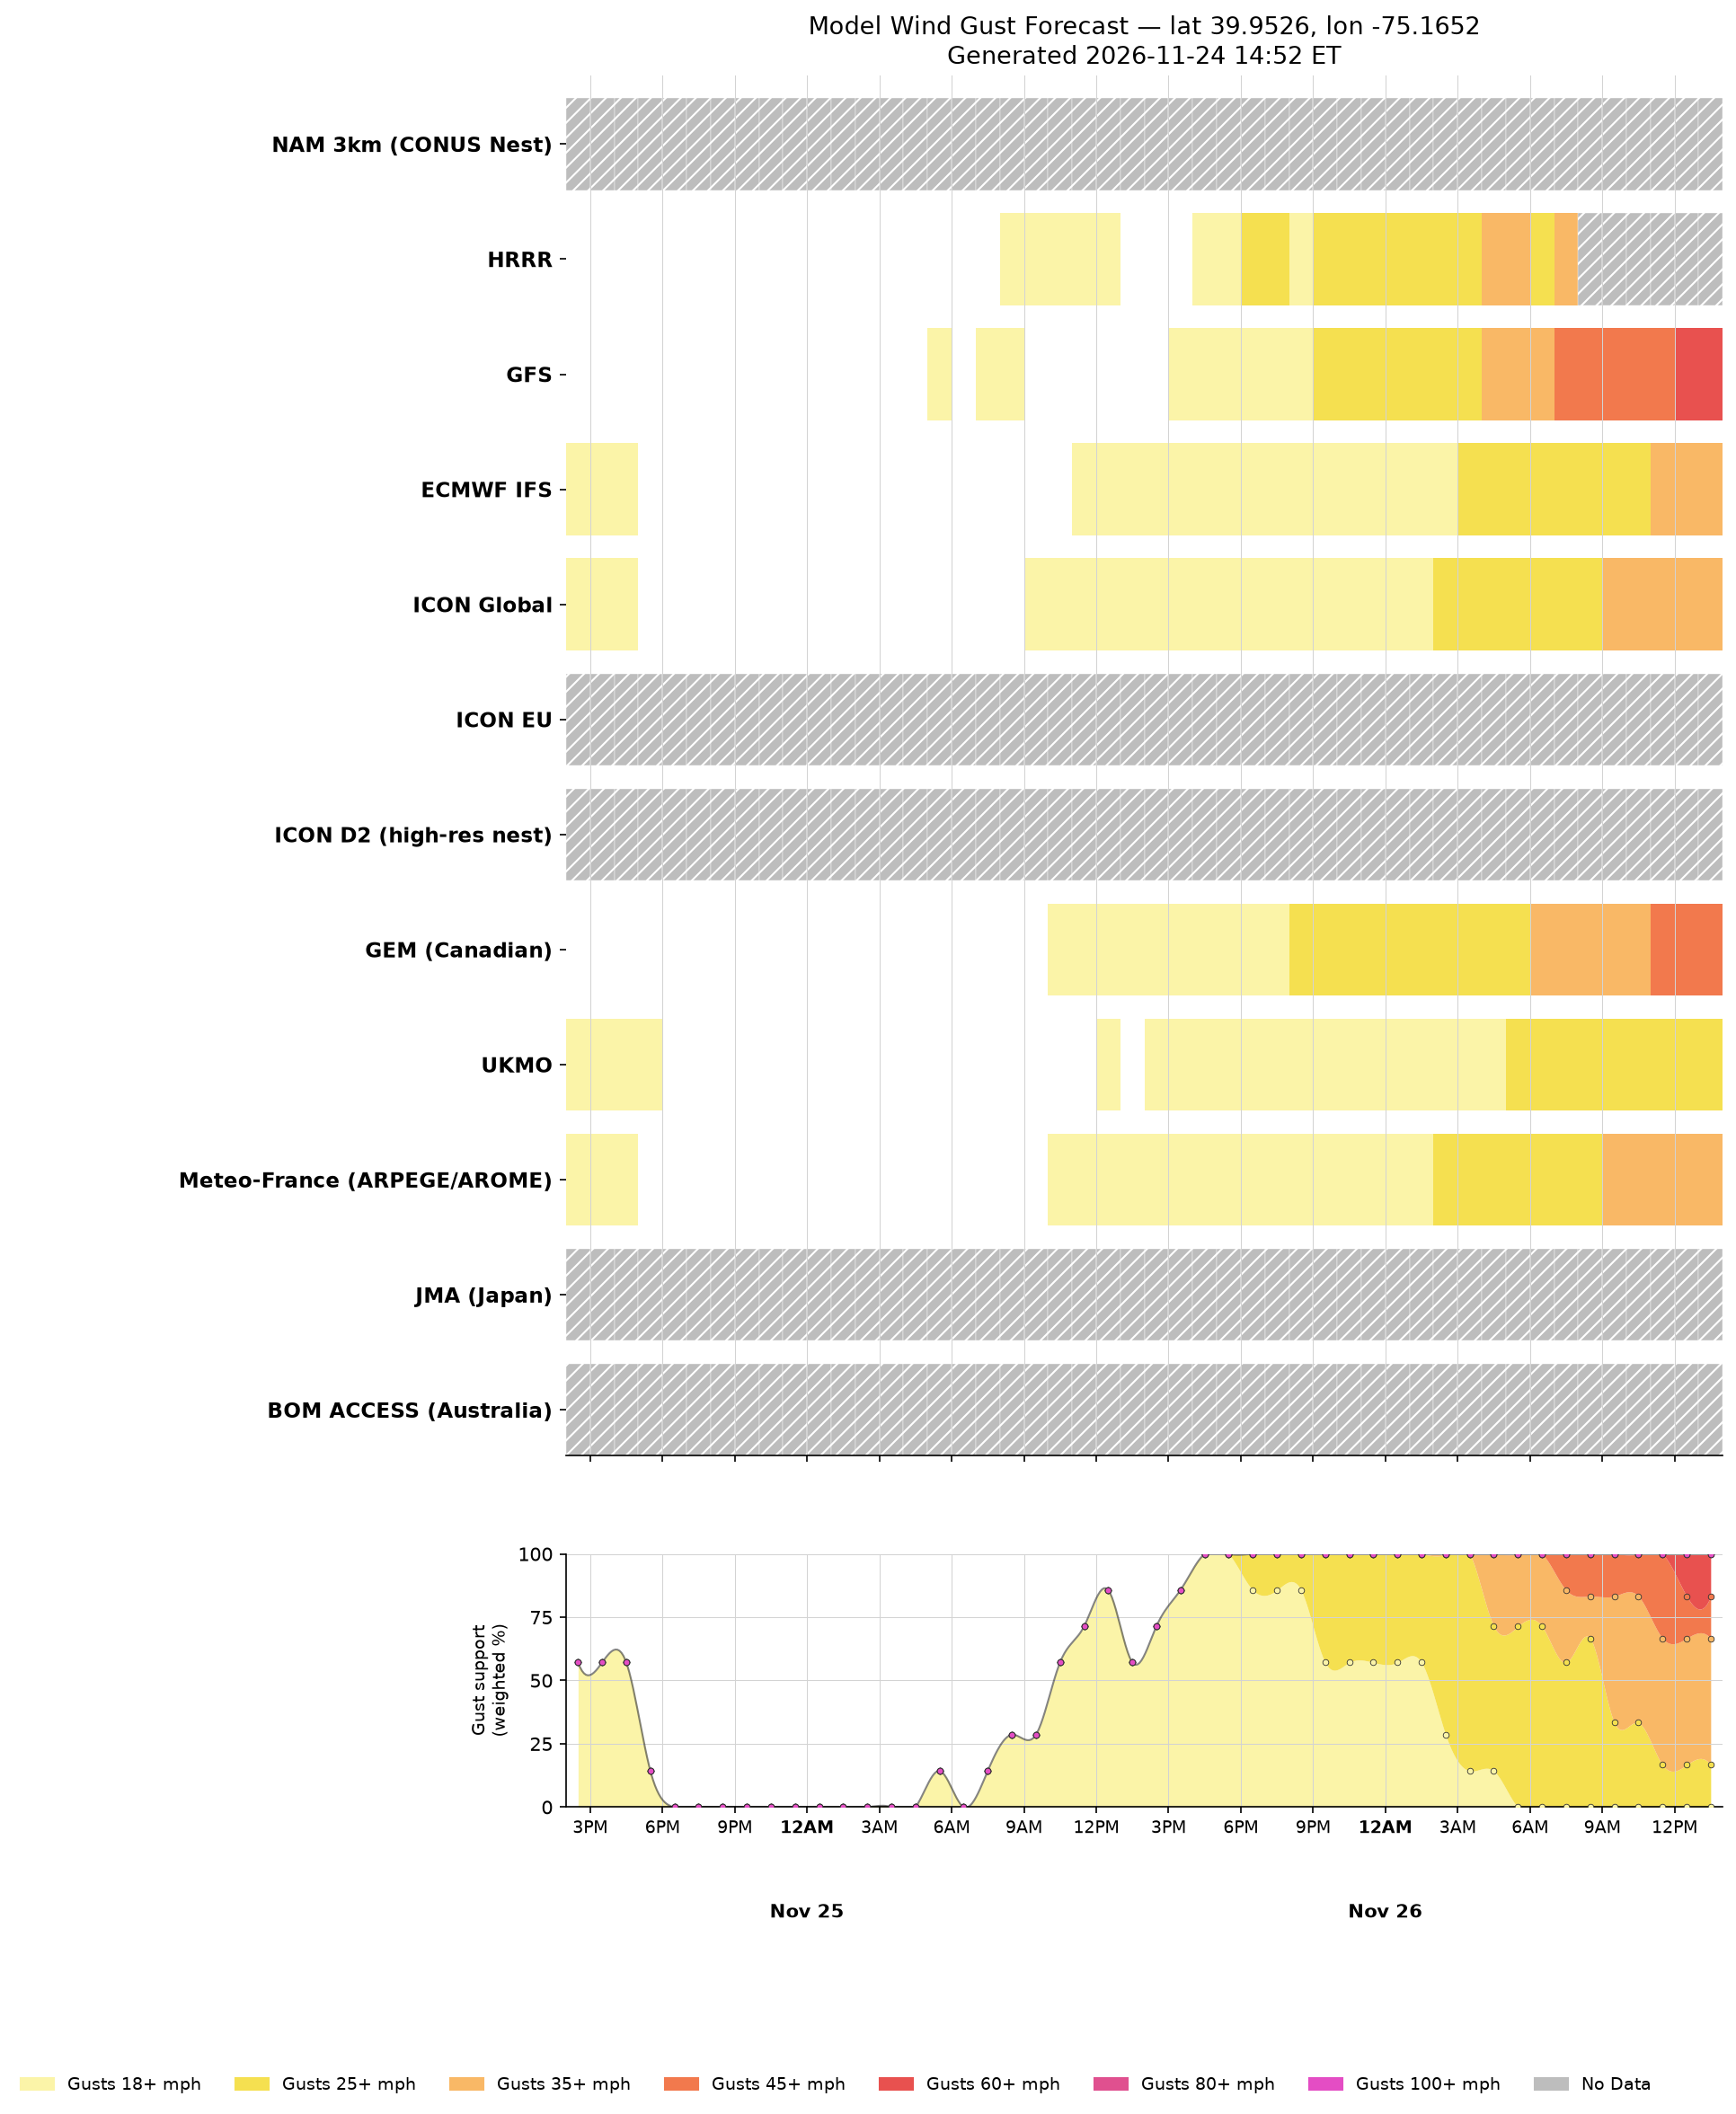 Model Wind Gust Forecast — lat 39.9526, lon -75.1652
Generated 2026-11-24 14:52 ET
NAM 3km (CONUS Nest)
HRRR
GFS
ECMWF IFS
ICON Global
ICON EU
ICON D2 (high-res nest)
GEM (Canadian)
UKMO
Meteo-France (ARPEGE/AROME)
JMA (Japan)
BOM ACCESS (Australia)
Gust support
(weighted %)
100
75
50
25
0
3PM 6PM 9PM 12AM 3AM 6AM 9AM 12PM 3PM 6PM 9PM 12AM 3AM 6AM 9AM 12PM
Nov 25 Nov 26
Gusts 18+ mph Gusts 25+ mph Gusts 35+ mph Gusts 45+ mph Gusts 60+ mph Gusts 80+ mph Gusts 100+ mph No Data